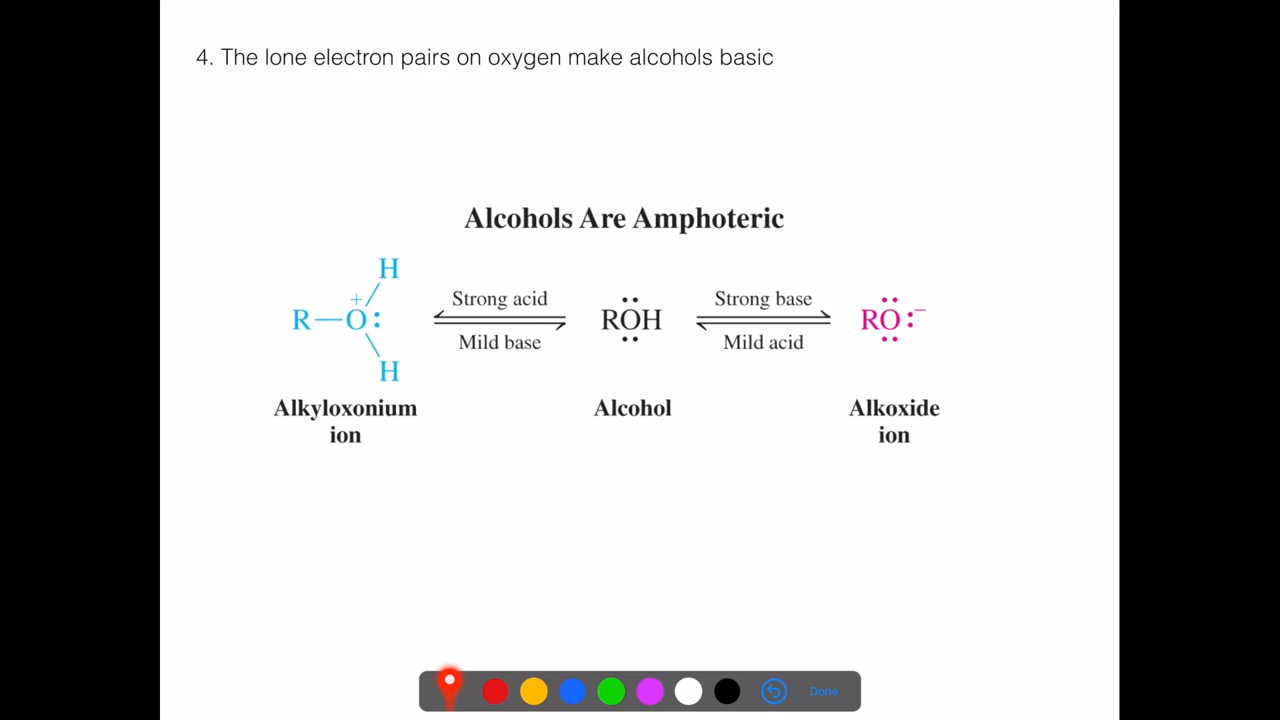 4. The lone electron pairs on oxygen make alcohols basic
Alcohols Are Amphoteric
H
R—O:
+
H
Strong acid
Mild base
ROH
Strong base
Mild acid
RO:⁻
Alkyloxonium
ion
Alcohol
Alkoxide
ion
Done